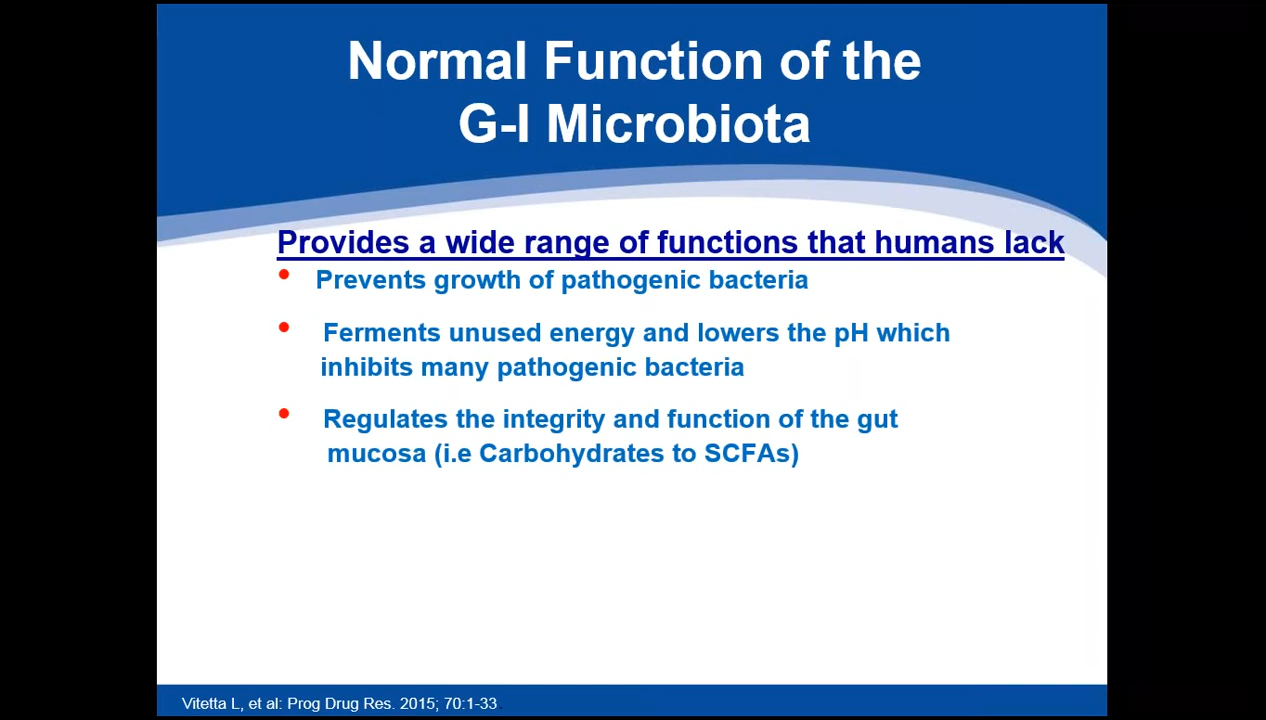 Normal Function of the
G-I Microbiota
Provides a wide range of functions that humans lack
• Prevents growth of pathogenic bacteria
• Ferments unused energy and lowers the pH which
inhibits many pathogenic bacteria
• Regulates the integrity and function of the gut
mucosa (i.e Carbohydrates to SCFAs)
Vitetta L, et al: Prog Drug Res. 2015; 70:1-33